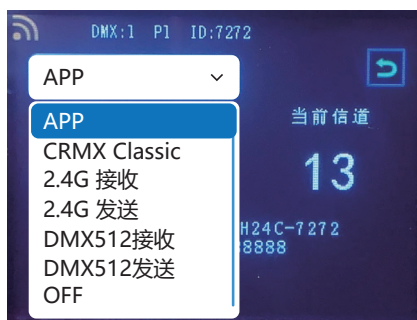 DMX:1 P1 ID:7272
APP
APP
CRMX Classic
2.4G 接收
2.4G 发送
DMX512接收
DMX512发送
OFF
当前信道
13
H24C-7272
8888